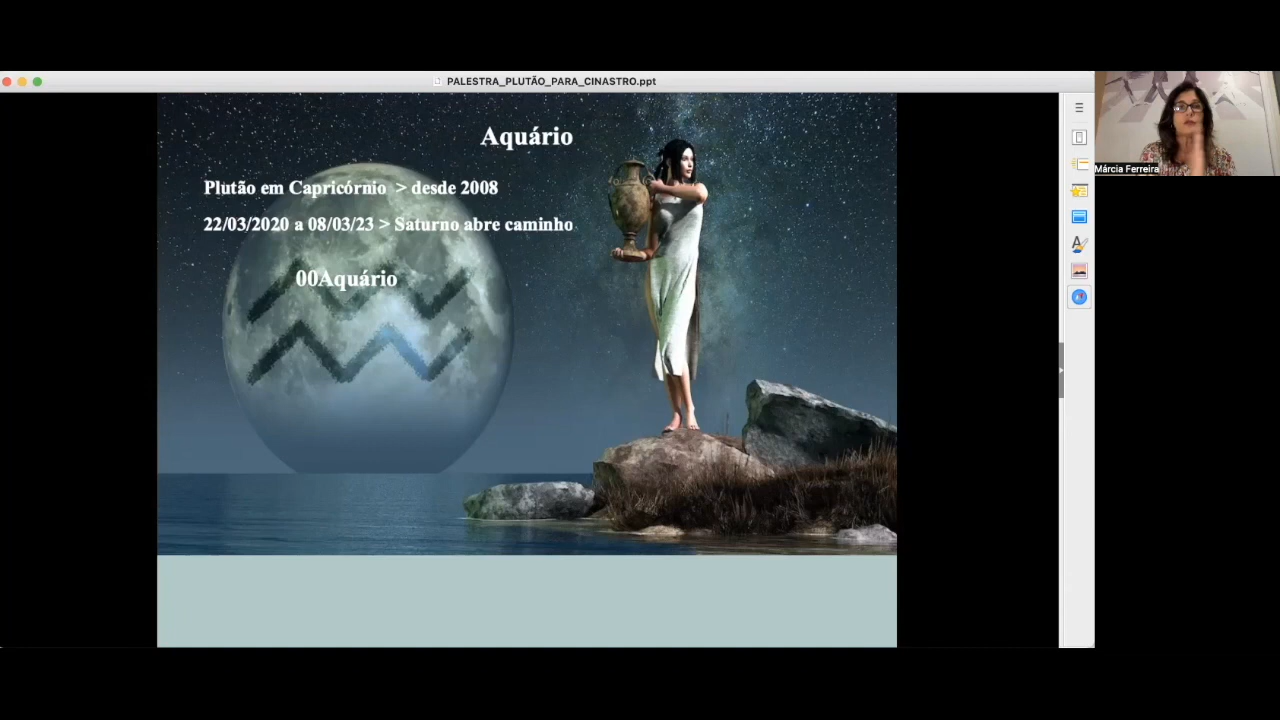 PALESTRA_PLUTÃO_PARA_CINASTRO.ppt
Aquário
Plutão em Capricórnio > desde 2008
22/03/2020 a 08/03/23 > Saturno abre caminho
00Aquário
Márcia Ferreira